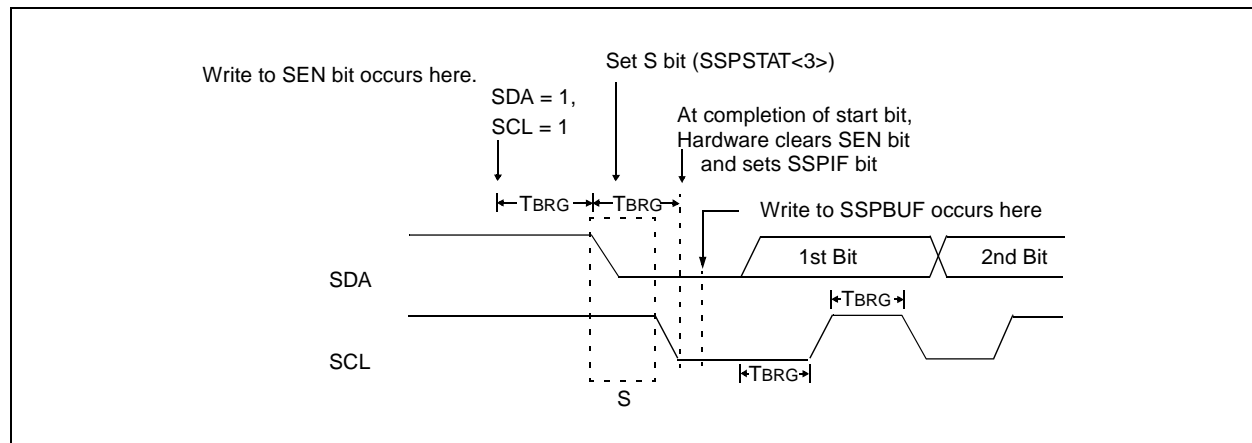 Set S bit (SSPSTAT<3>)
Write to SEN bit occurs here.
SDA = 1,
SCL = 1
At completion of start bit,
Hardware clears SEN bit
and sets SSPIF bit
TBRG TBRG
Write to SSPBUF occurs here
1st Bit 2nd Bit
SDA
TBRG
SCL
TBRG
S